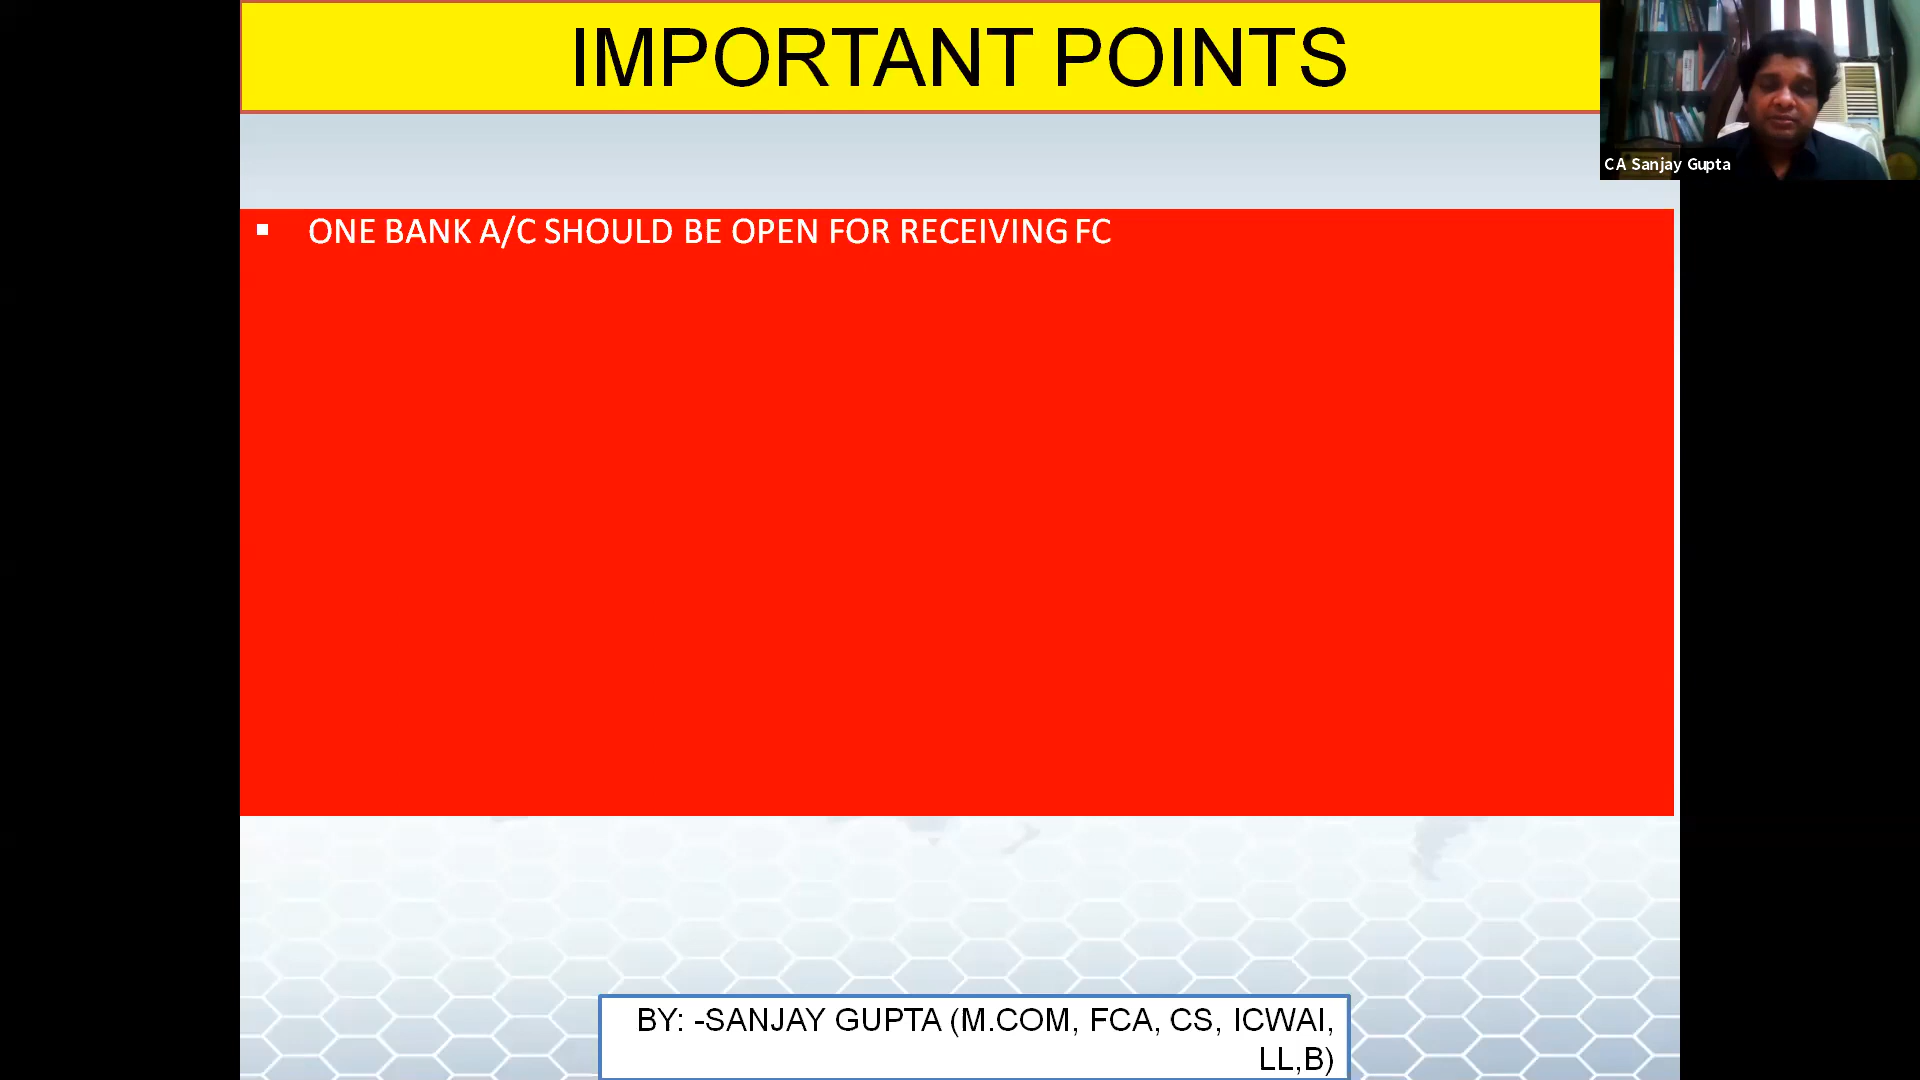 IMPORTANT POINTS
CA Sanjay Gupta
▪ ONE BANK A/C SHOULD BE OPEN FOR RECEIVING FC
BY: -SANJAY GUPTA (M.COM, FCA, CS, ICWAI,
LL,B)